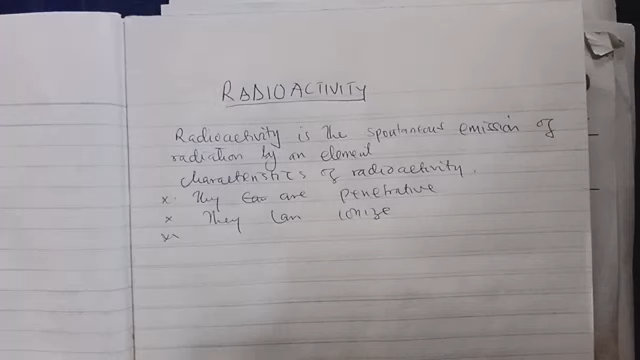 RADIOACTIVITY
Radioactivity is the spontaneous emission of
radiation by an element
characteristics of radioactivity.
x. They are penetrative
x They can ionize
x